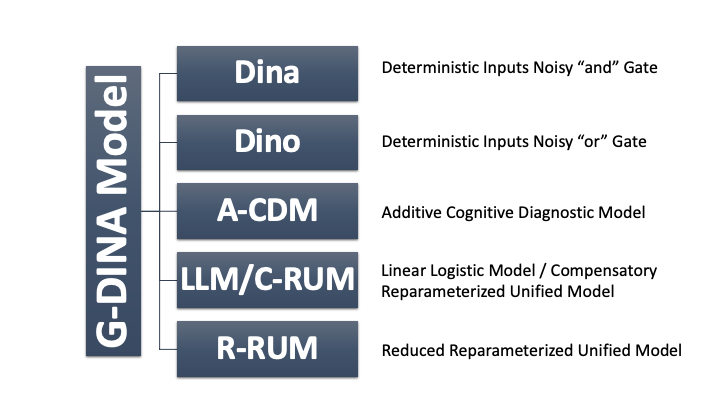 G-DINA Model
Dina
Deterministic Inputs Noisy “and” Gate
Dino
Deterministic Inputs Noisy “or” Gate
A-CDM
Additive Cognitive Diagnostic Model
LLM/C-RUM
Linear Logistic Model / Compensatory
Reparameterized Unified Model
R-RUM
Reduced Reparameterized Unified Model